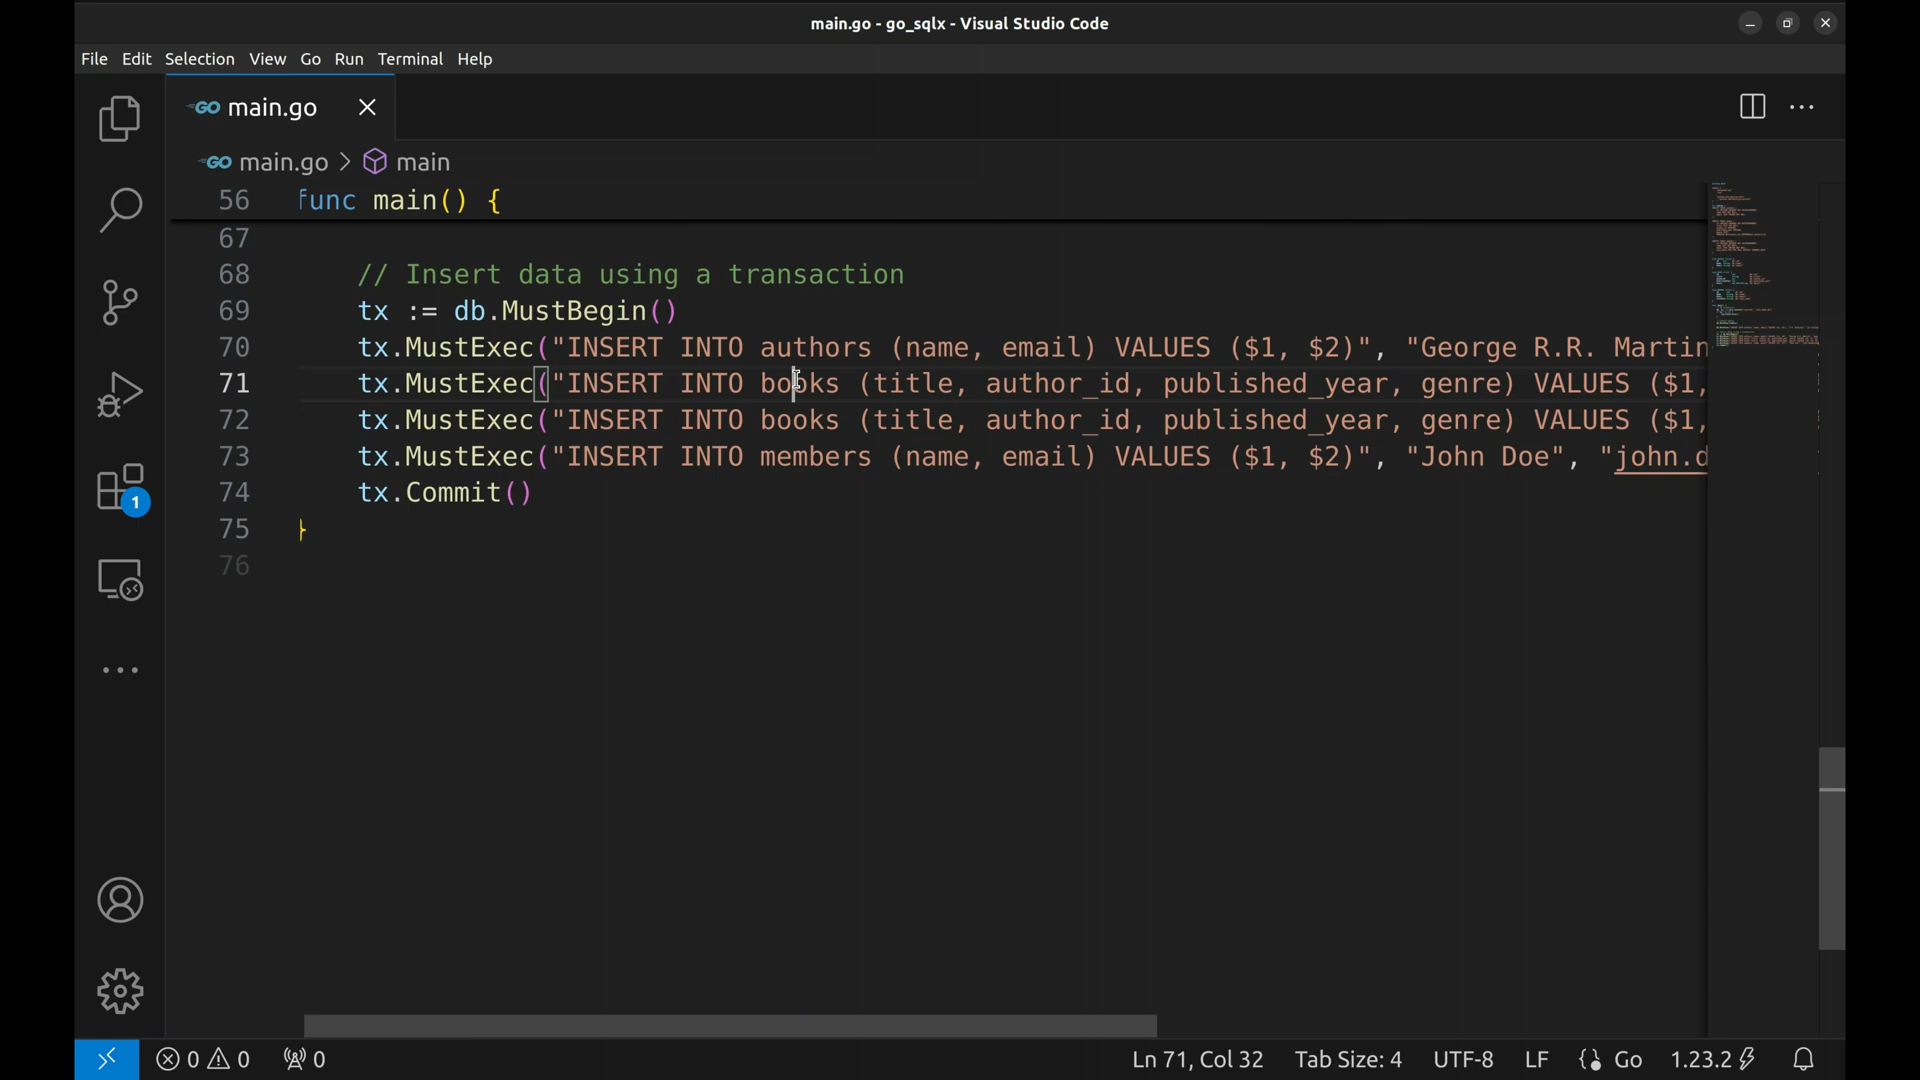 main.go - go_sqlx - Visual Studio Code
File Edit Selection View Go Run Terminal Help
GO main.go
GO main.go > main
56 func main() {
67
68 // Insert data using a transaction
69 tx := db.MustBegin()
70 tx.MustExec("INSERT INTO authors (name, email) VALUES ($1, $2)", "George R.R. Martin
71 tx.MustExec("INSERT INTO books (title, author_id, published_year, genre) VALUES ($1,
72 tx.MustExec("INSERT INTO books (title, author_id, published_year, genre) VALUES ($1,
73 tx.MustExec("INSERT INTO members (name, email) VALUES ($1, $2)", "John Doe", "john.d
74 tx.Commit()
75 }
76
1
0 0 0 Ln 71, Col 32 Tab Size: 4 UTF-8 LF Go 1.23.2